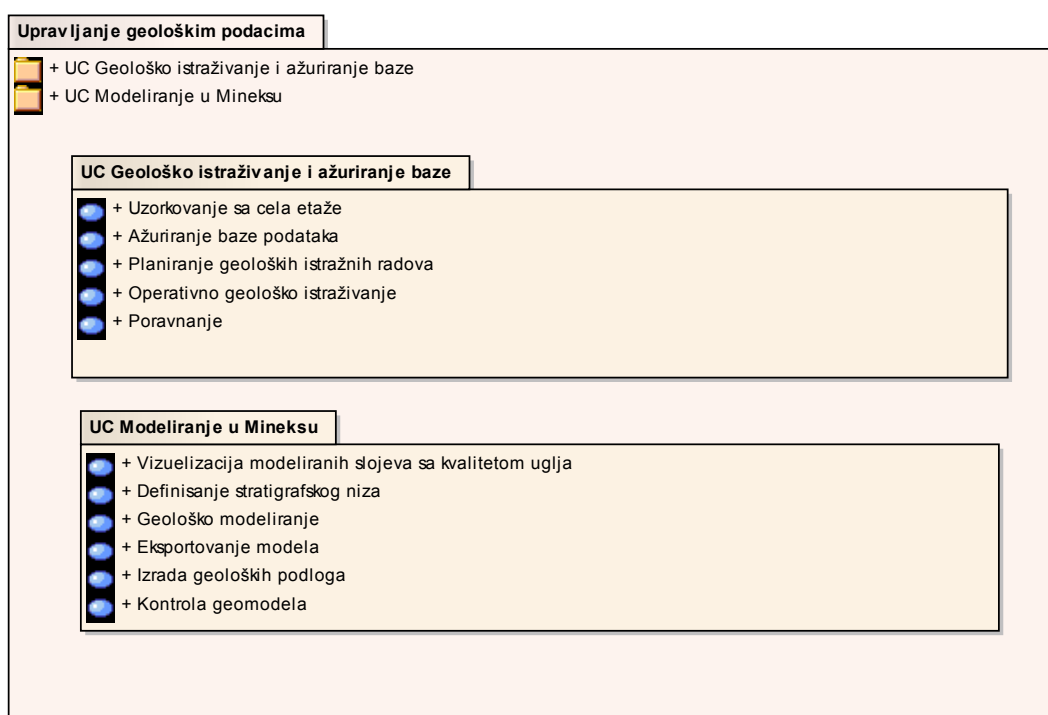 Upravljanje geološkim podacima
+ UC Geološko istraživanje i ažuriranje baze
+ UC Modeliranje u Mineksu
UC Geološko istraživanje i ažuriranje baze
+ Uzorkovanje sa cela etaže
+ Ažuriranje baze podataka
+ Planiranje geoloških istražnih radova
+ Operativno geološko istraživanje
+ Poravnanje
UC Modeliranje u Mineksu
+ Vizuelizacija modeliranih slojeva sa kvalitetom uglja
+ Definisanje stratigrafskog niza
+ Geološko modeliranje
+ Eksportovanje modela
+ Izrada geoloških podloga
+ Kontrola geomodela